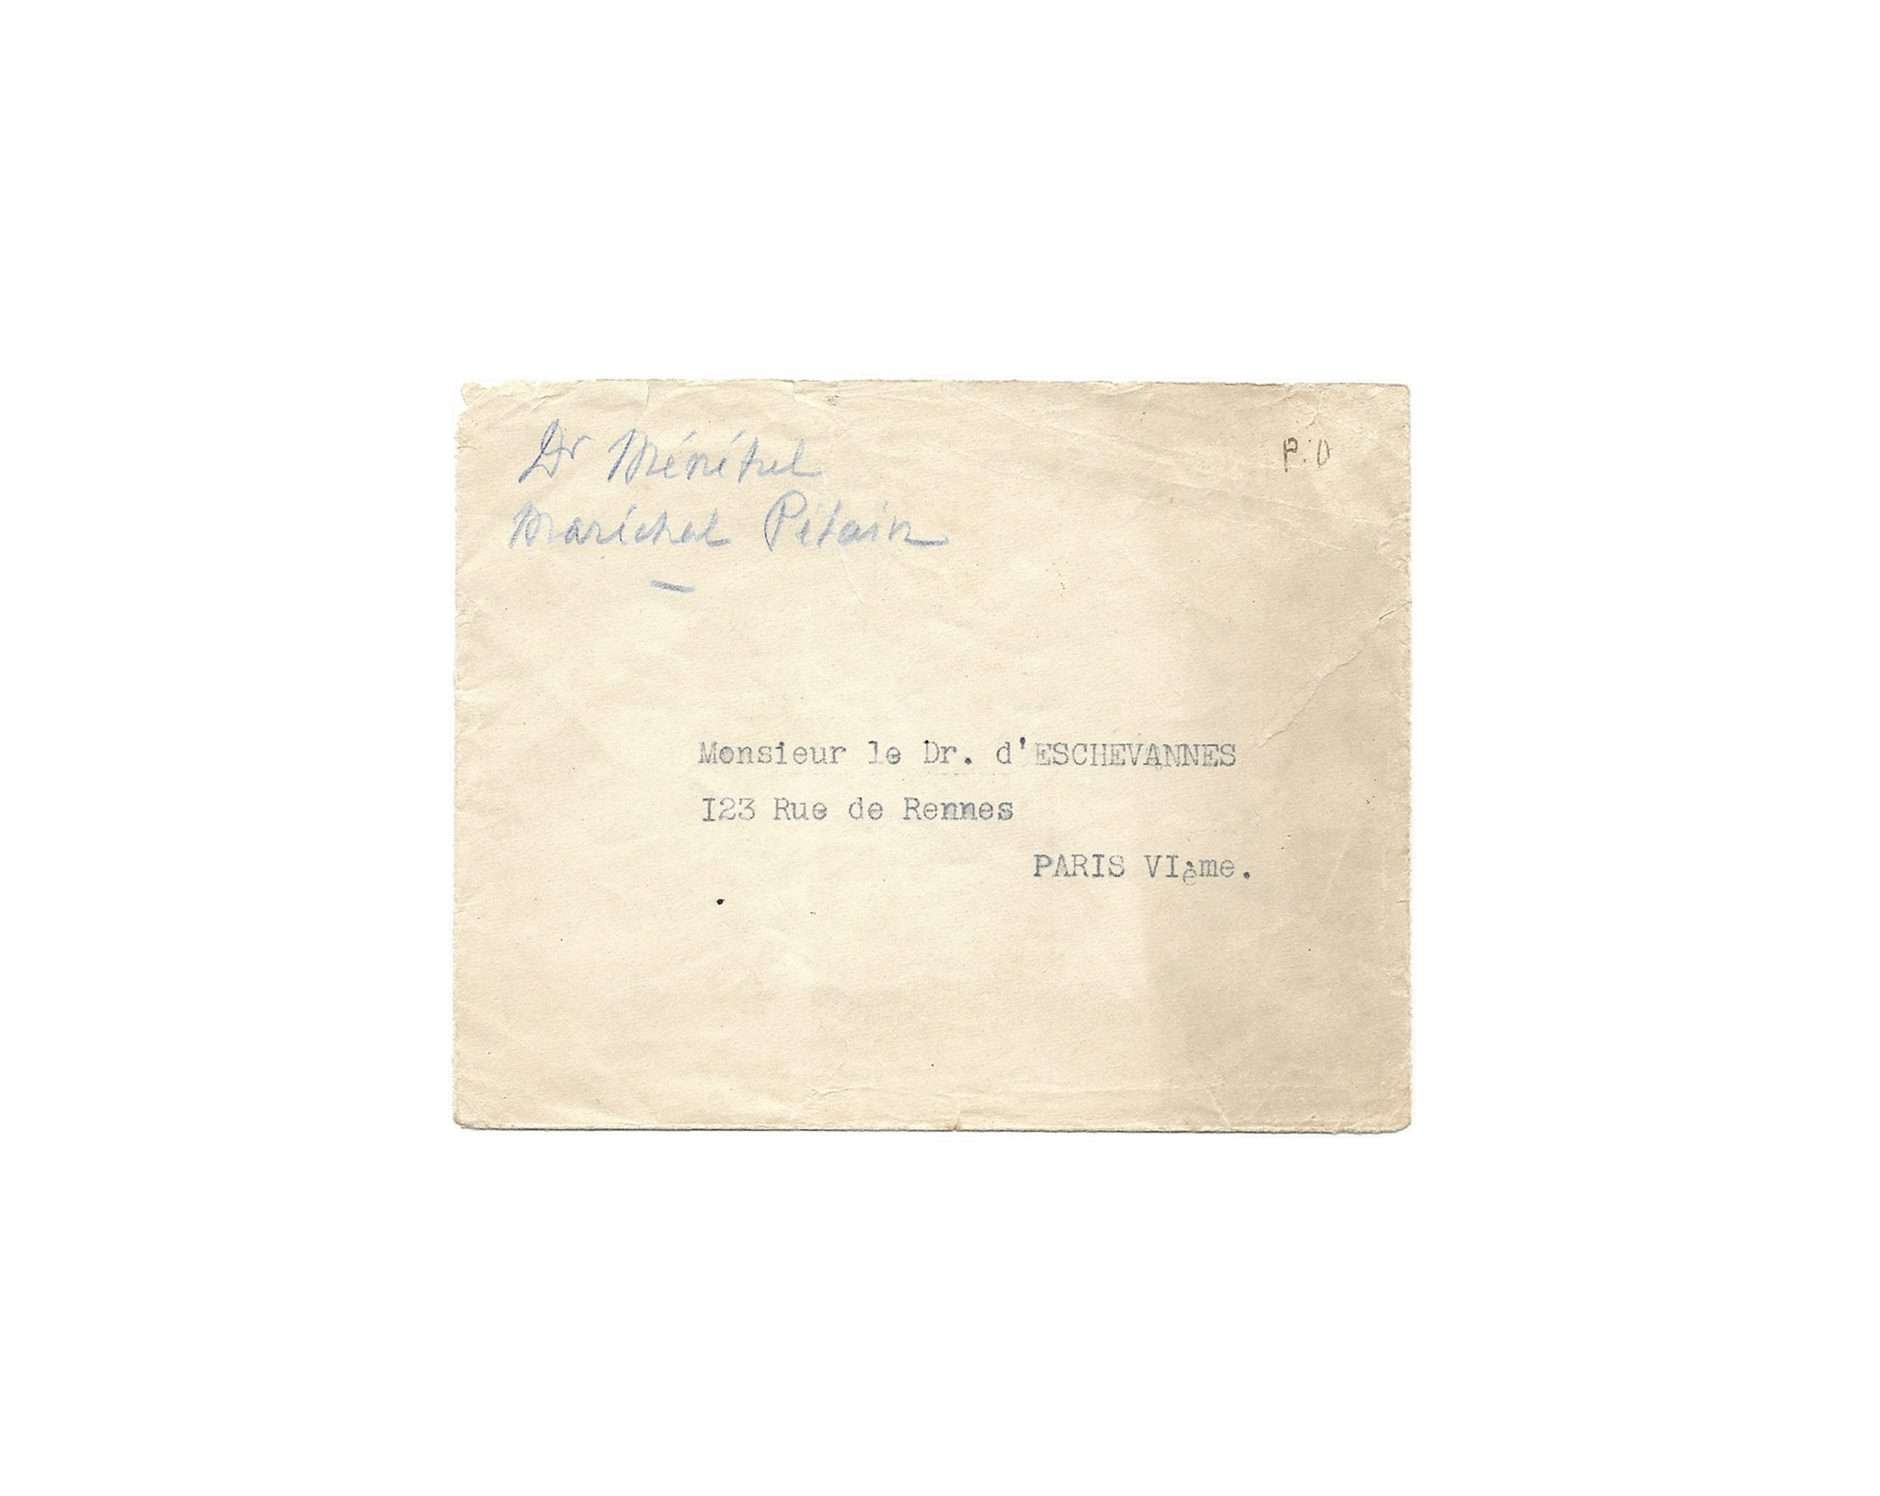 Dr Ménétrel
Maréchal Pétain
P.D
Monsieur le Dr. d'ESCHEVANNES
I23 Rue de Rennes
PARIS VIème.